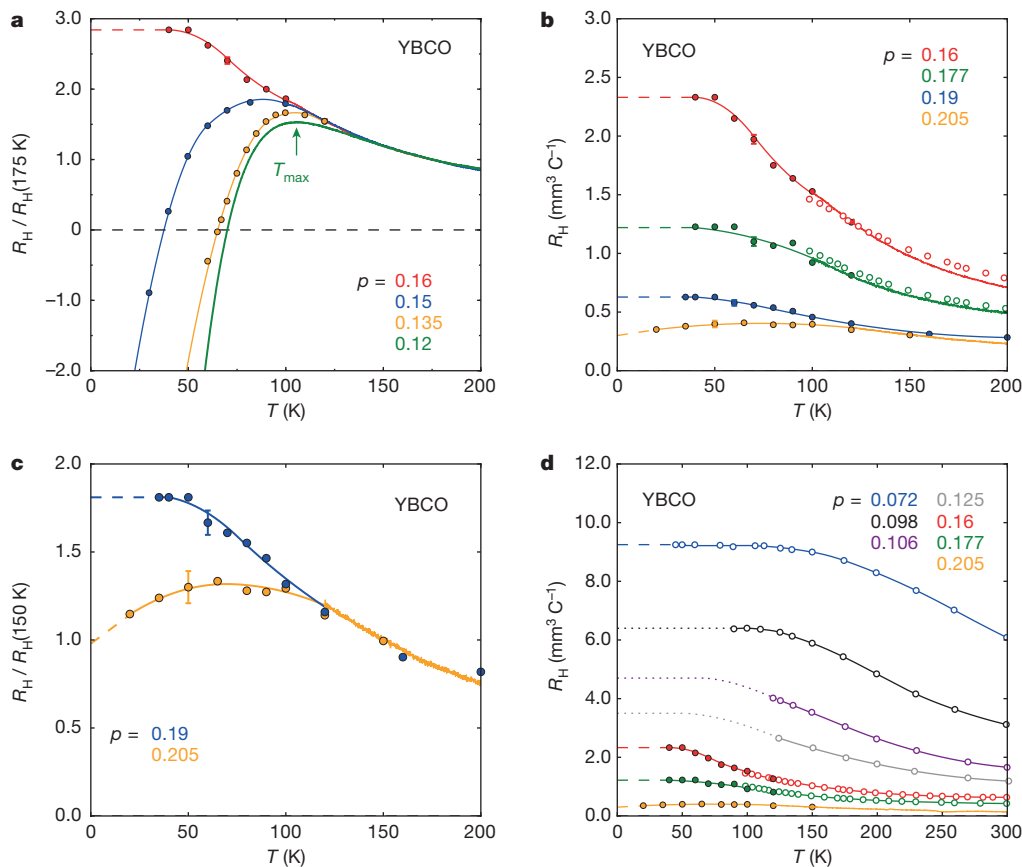 a
3.0
2.0
1.0
0
-1.0
-2.0
R_H / R_H(175 K)
YBCO
T_max
p = 0.16
0.15
0.135
0.12
0 50 100 150 200
T (K)
b
3.0
2.5
2.0
1.5
1.0
0.5
0.0
R_H (mm³ C⁻¹)
YBCO
p = 0.16
0.177
0.19
0.205
0 50 100 150 200
T (K)
c
2.0
1.5
1.0
0.5
0.0
R_H / R_H(150 K)
YBCO
p = 0.19
0.205
0 50 100 150 200
T (K)
d
12.0
10.0
8.0
6.0
4.0
2.0
0.0
R_H (mm³ C⁻¹)
YBCO
p = 0.072 0.125
0.098 0.16
0.106 0.177
0.205
0 50 100 150 200 250 300
T (K)